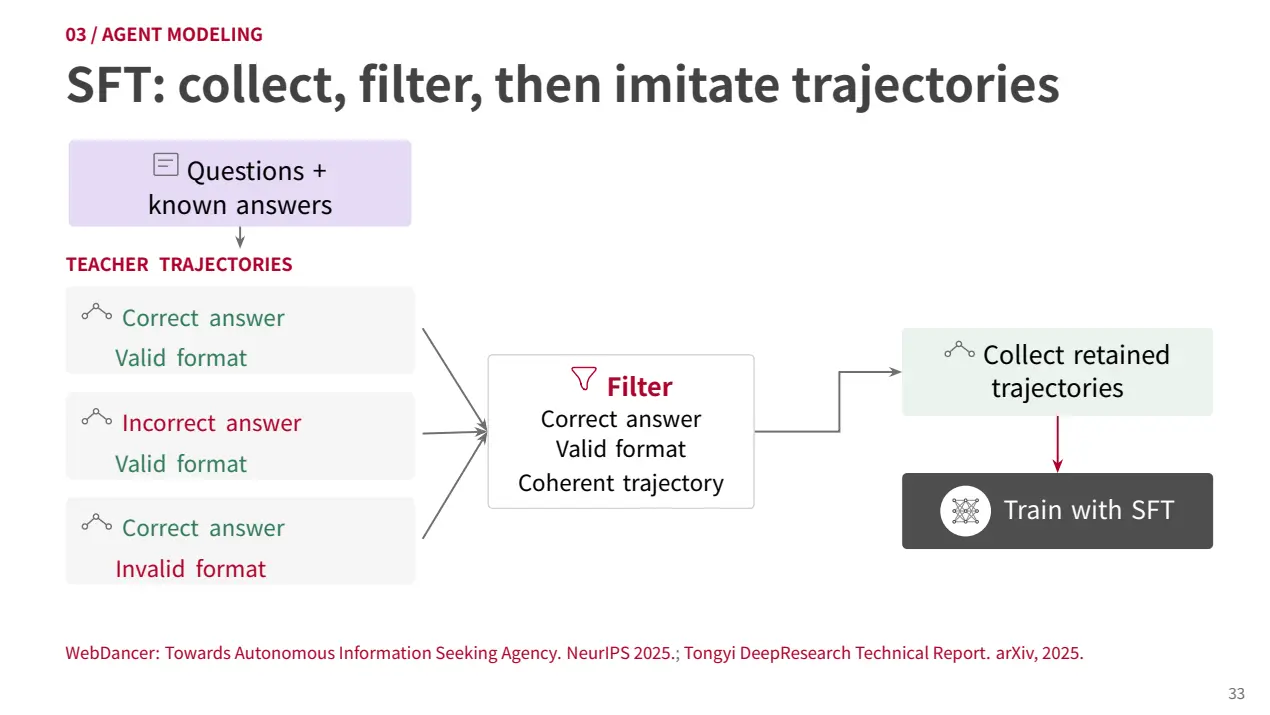 03 / AGENT MODELING
SFT: collect, filter, then imitate trajectories
Questions +
known answers
TEACHER TRAJECTORIES
Correct answer
Valid format
Incorrect answer
Valid format
Correct answer
Invalid format
Filter
Correct answer
Valid format
Coherent trajectory
Collect retained
trajectories
Train with SFT
WebDancer: Towards Autonomous Information Seeking Agency. NeurIPS 2025.; Tongyi DeepResearch Technical Report. arXiv, 2025.
33